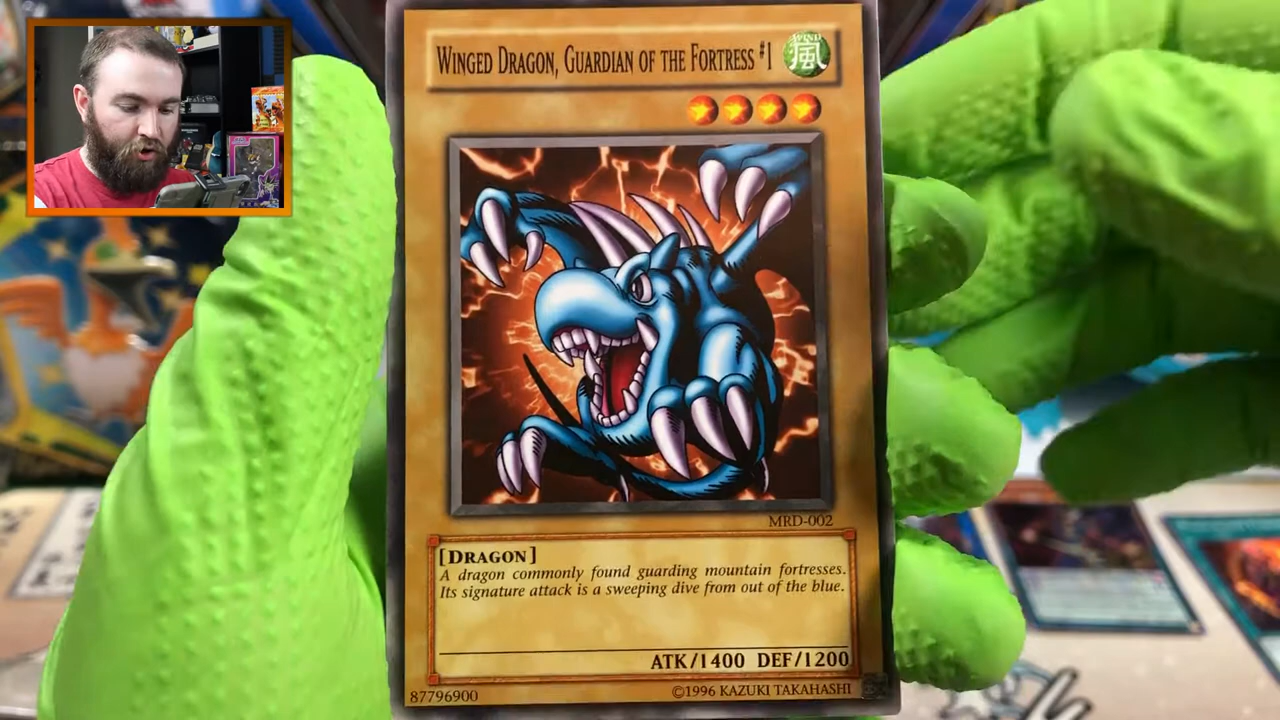 WINGED DRAGON, GUARDIAN OF THE FORTRESS #1
WIND
風
MRD-002
[DRAGON]
A dragon commonly found guarding mountain fortresses.
Its signature attack is a sweeping dive from out of the blue.
ATK/1400 DEF/1200
87796900
©1996 KAZUKI TAKAHASHI